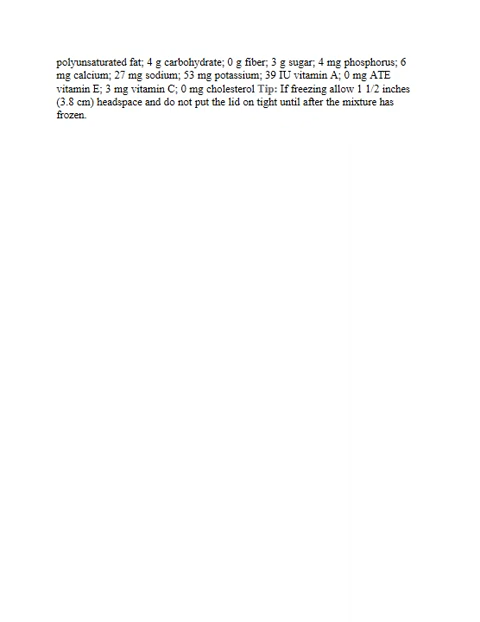 polyunsaturated fat; 4 g carbohydrate; 0 g fiber; 3 g sugar; 4 mg phosphorus; 6
mg calcium; 27 mg sodium; 53 mg potassium; 39 IU vitamin A; 0 mg ATE
vitamin E; 3 mg vitamin C; 0 mg cholesterol Tip: If freezing allow 1 1/2 inches
(3.8 cm) headspace and do not put the lid on tight until after the mixture has
frozen.